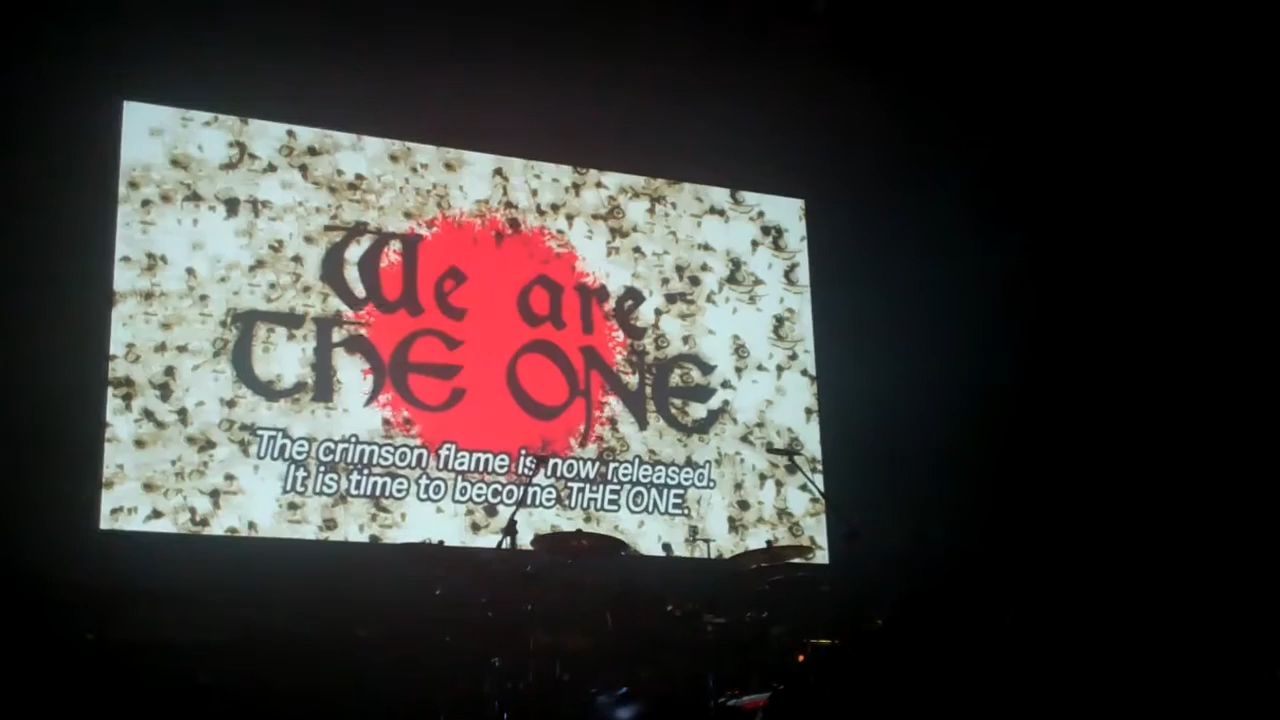 We are
THE ONE
The crimson flame is now released.
It is time to become THE ONE.